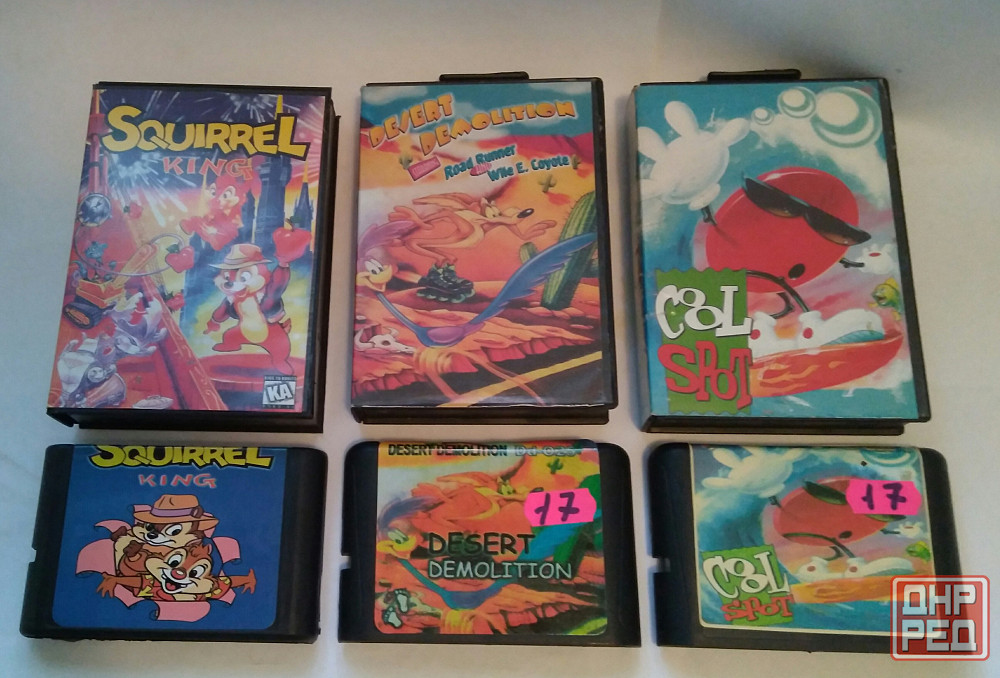 SQUIRREL
KING
KA
DESERT
DEMOLITION
Road Runner
Wile E. Coyote
COOL
SPOT
SQUIRREL
KING
DESERT DEMOLITION
17
DESERT
DEMOLITION
17
COOL
SPOT
ДНР
РЕД